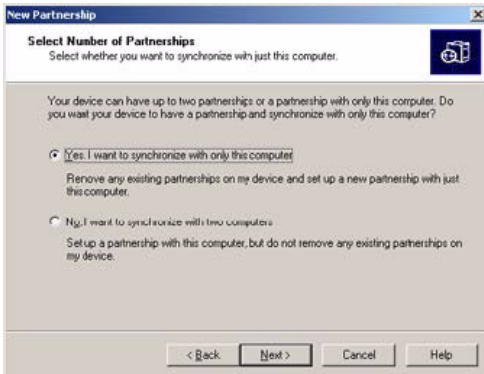 New Partnership
Select Number of Partnerships
Select whether you want to synchronize with just this computer.
Your device can have up to two partnerships or a partnership with only this computer. Do
you want your device to have a partnership and synchronize with only this computer?
Yes. I want to synchronize with only this computer
Remove any existing partnerships on my device and set up a new partnership with just
this computer.
No, I want to synchronize with two computers
Set up a partnership with this computer, but do not remove any existing partnerships on
my device.
< Back
Next >
Cancel
Help